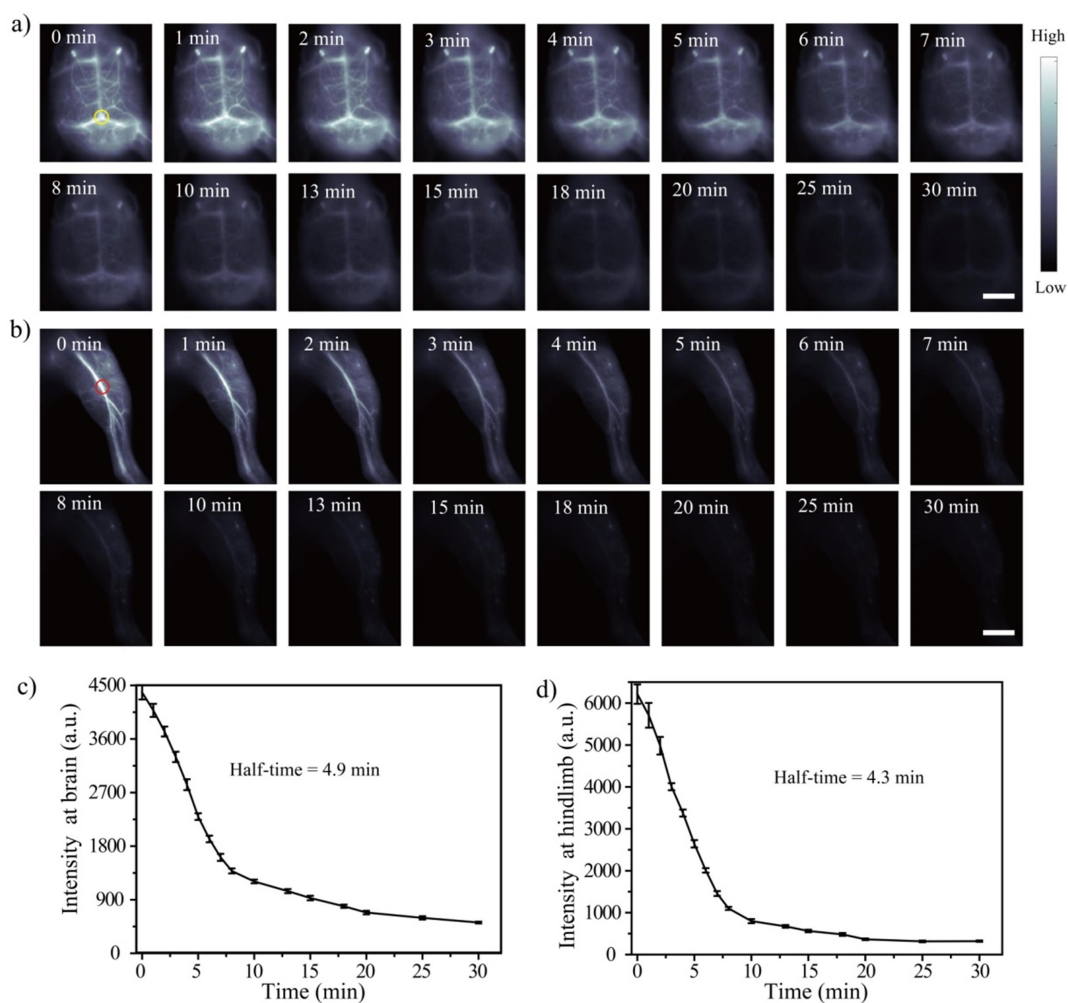 a)
0 min 1 min 2 min 3 min 4 min 5 min 6 min 7 min
High
8 min 10 min 13 min 15 min 18 min 20 min 25 min 30 min
Low
b)
0 min 1 min 2 min 3 min 4 min 5 min 6 min 7 min
8 min 10 min 13 min 15 min 18 min 20 min 25 min 30 min
c)
Intensity at brain (a.u.)
4500
3600
2700
1800
900
0
Half-time = 4.9 min
0 5 10 15 20 25 30
Time (min)
d)
Intensity at hindlimb (a.u.)
6000
5000
4000
3000
2000
1000
0
Half-time = 4.3 min
0 5 10 15 20 25 30
Time (min)